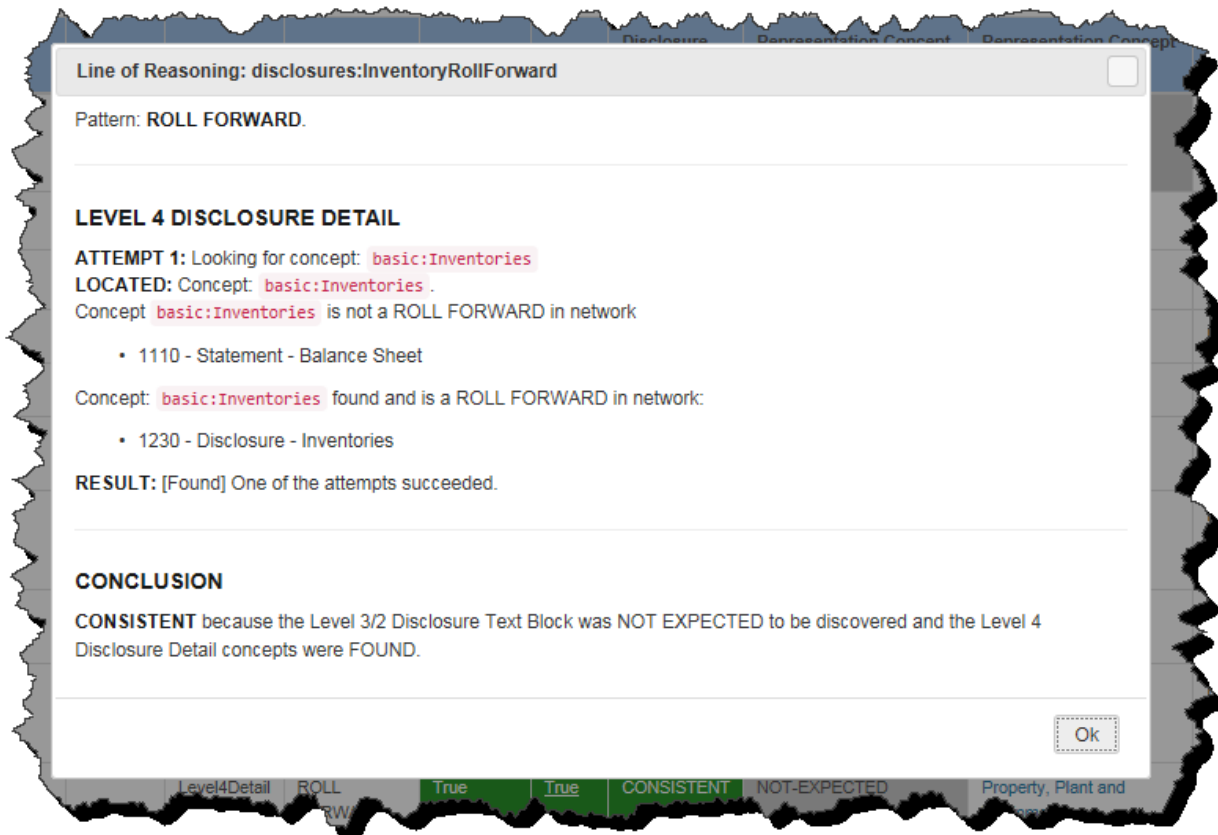 Disclosure Representation Concept Representation Concept
Line of Reasoning: disclosures:InventoryRollForward
Pattern: ROLL FORWARD.
LEVEL 4 DISCLOSURE DETAIL
ATTEMPT 1: Looking for concept: basic:Inventories
LOCATED: Concept: basic:Inventories .
Concept basic:Inventories is not a ROLL FORWARD in network
• 1110 - Statement - Balance Sheet
Concept: basic:Inventories found and is a ROLL FORWARD in network:
• 1230 - Disclosure - Inventories
RESULT: [Found] One of the attempts succeeded.
CONCLUSION
CONSISTENT because the Level 3/2 Disclosure Text Block was NOT EXPECTED to be discovered and the Level 4
Disclosure Detail concepts were FOUND.
Ok
Level4Detail ROLL True True CONSISTENT NOT-EXPECTED Property, Plant and